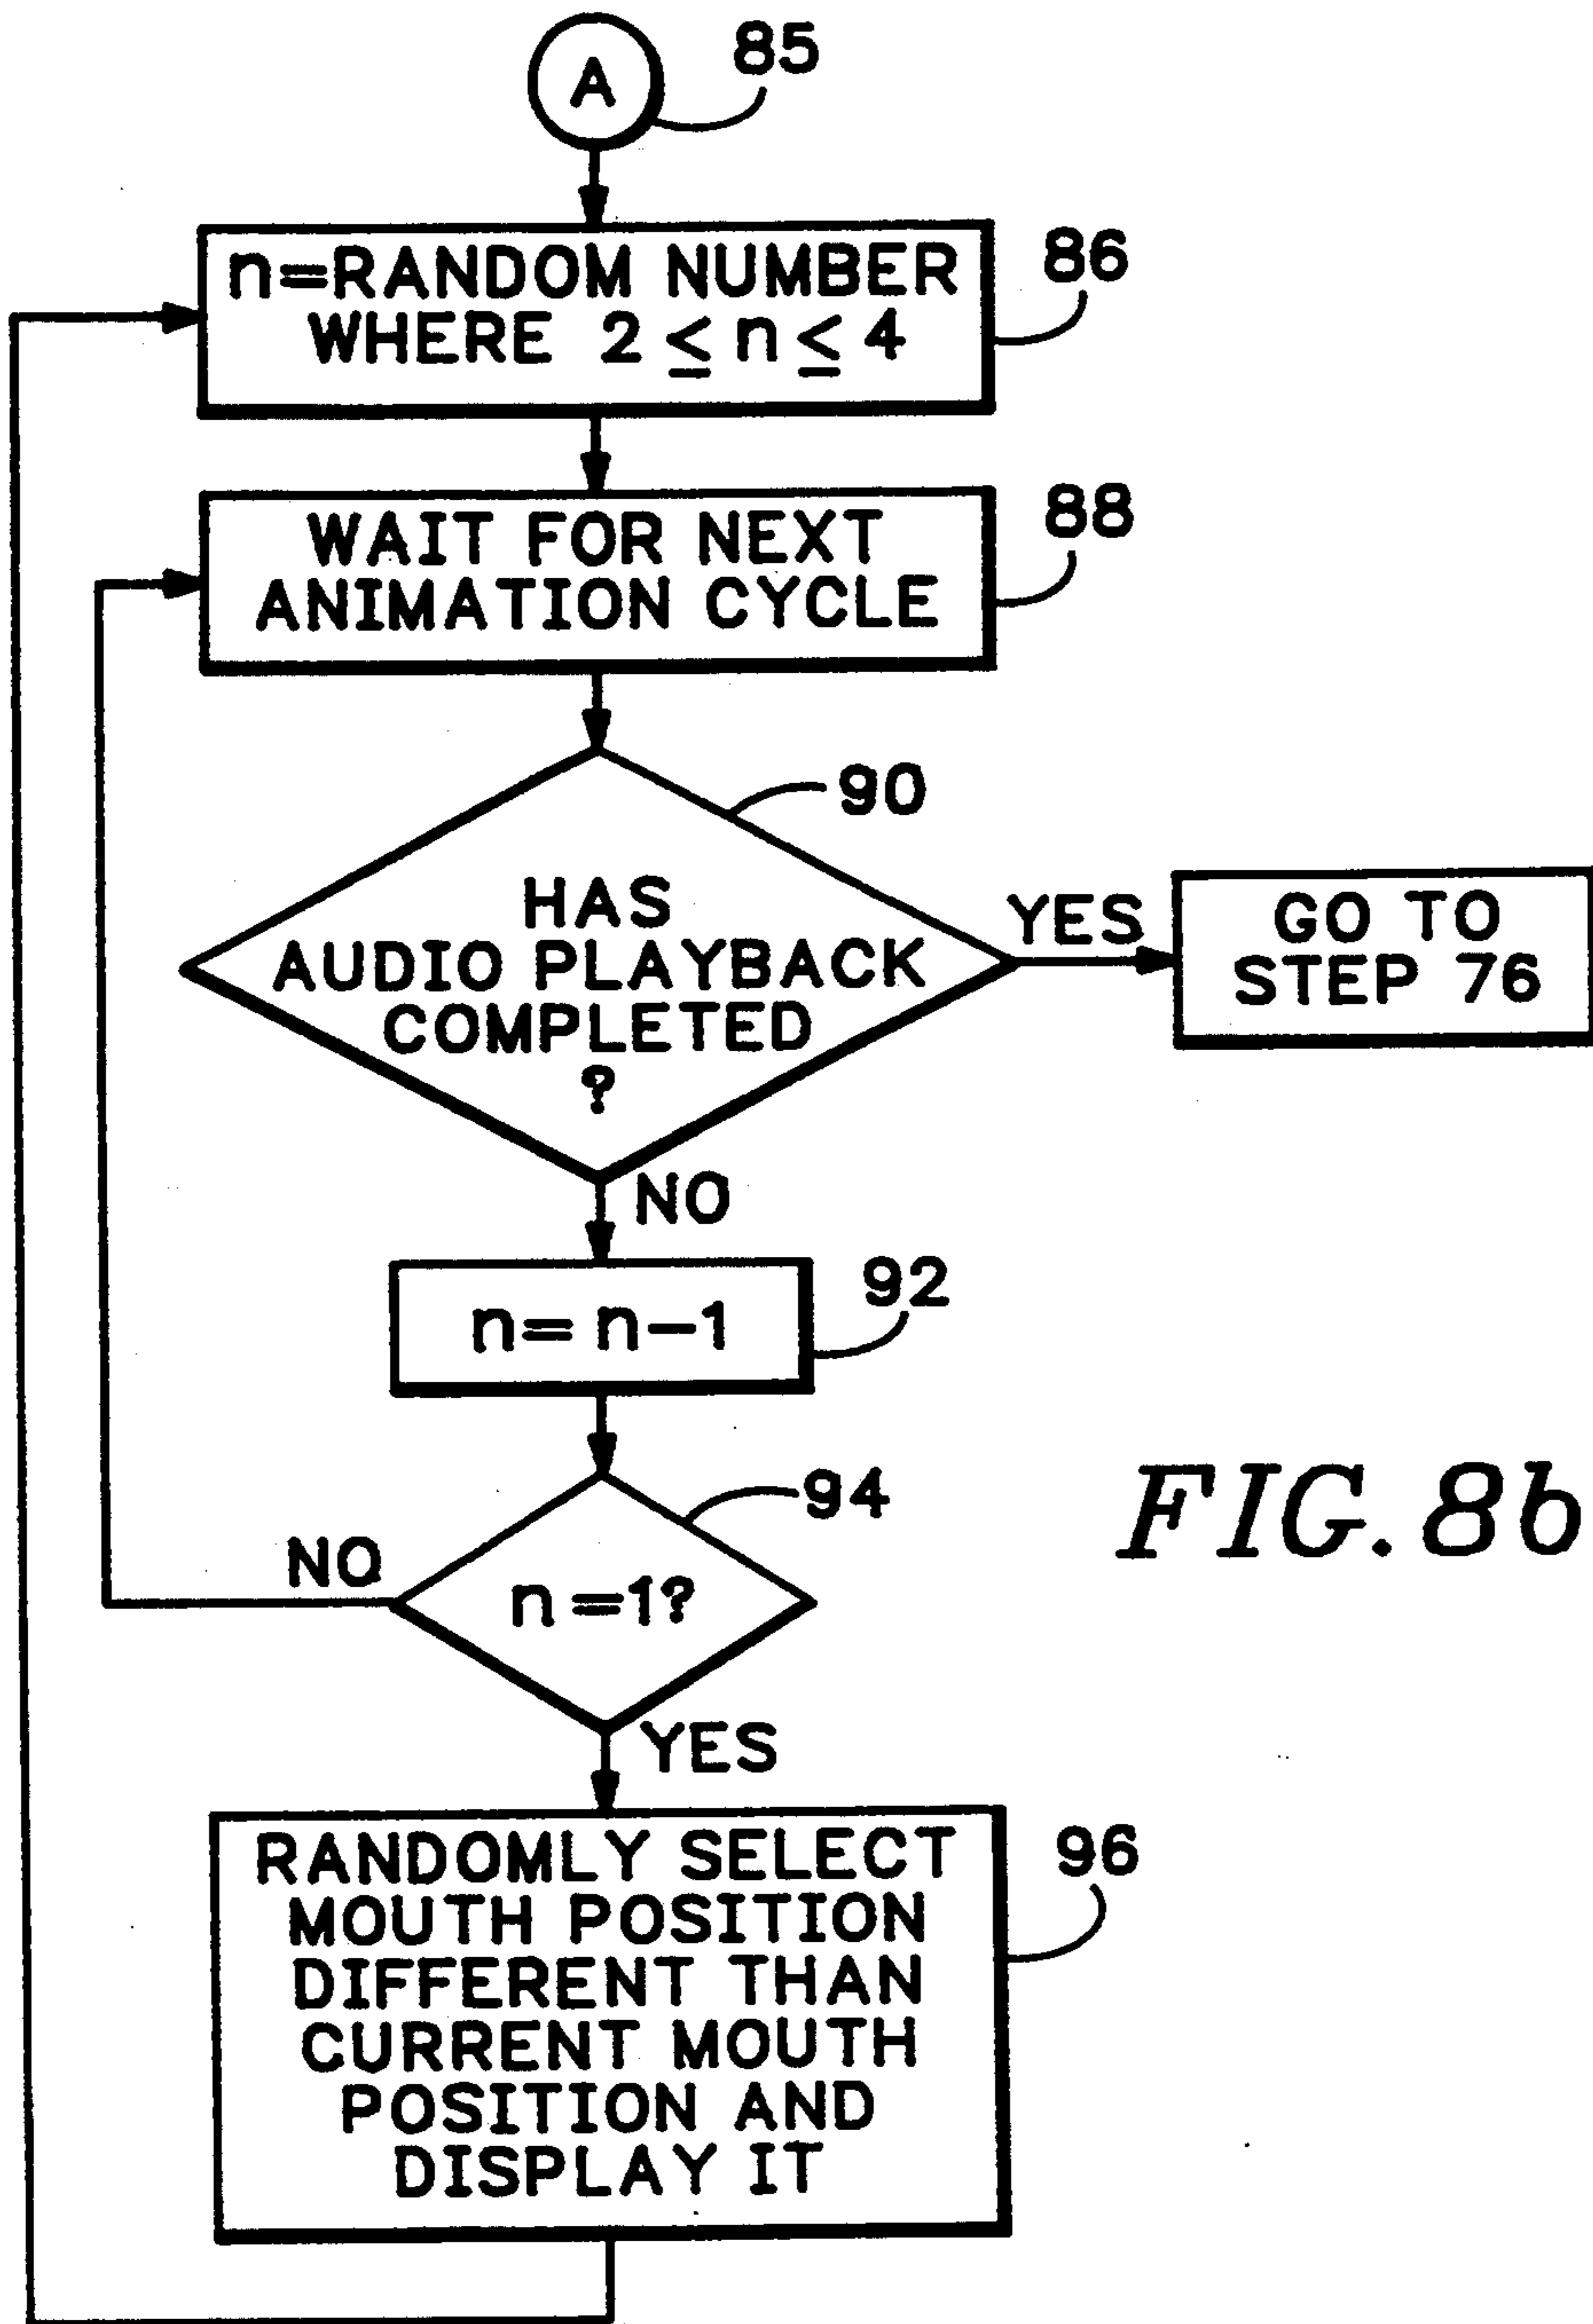 A
85
n=RANDOM NUMBER
WHERE 2 ≤ n ≤ 4
86
WAIT FOR NEXT
ANIMATION CYCLE
88
90
HAS
AUDIO PLAYBACK
COMPLETED
?
YES
GO TO
STEP 76
NO
n= n-1
92
94
n=1?
NO
YES
FIG. 8b
RANDOMLY SELECT
MOUTH POSITION
DIFFERENT THAN
CURRENT MOUTH
POSITION AND
DISPLAY IT
96